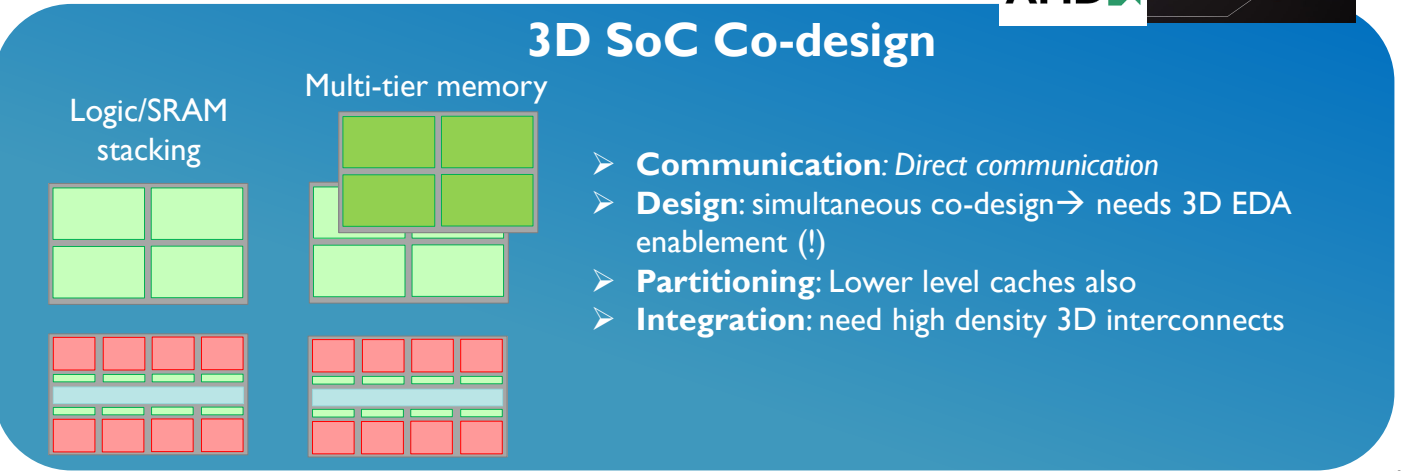 3D SoC Co-design
Multi-tier memory
Logic/SRAM
stacking
➢ Communication: Direct communication
➢ Design: simultaneous co-design→ needs 3D EDA
enablement (!)
➢ Partitioning: Lower level caches also
➢ Integration: need high density 3D interconnects